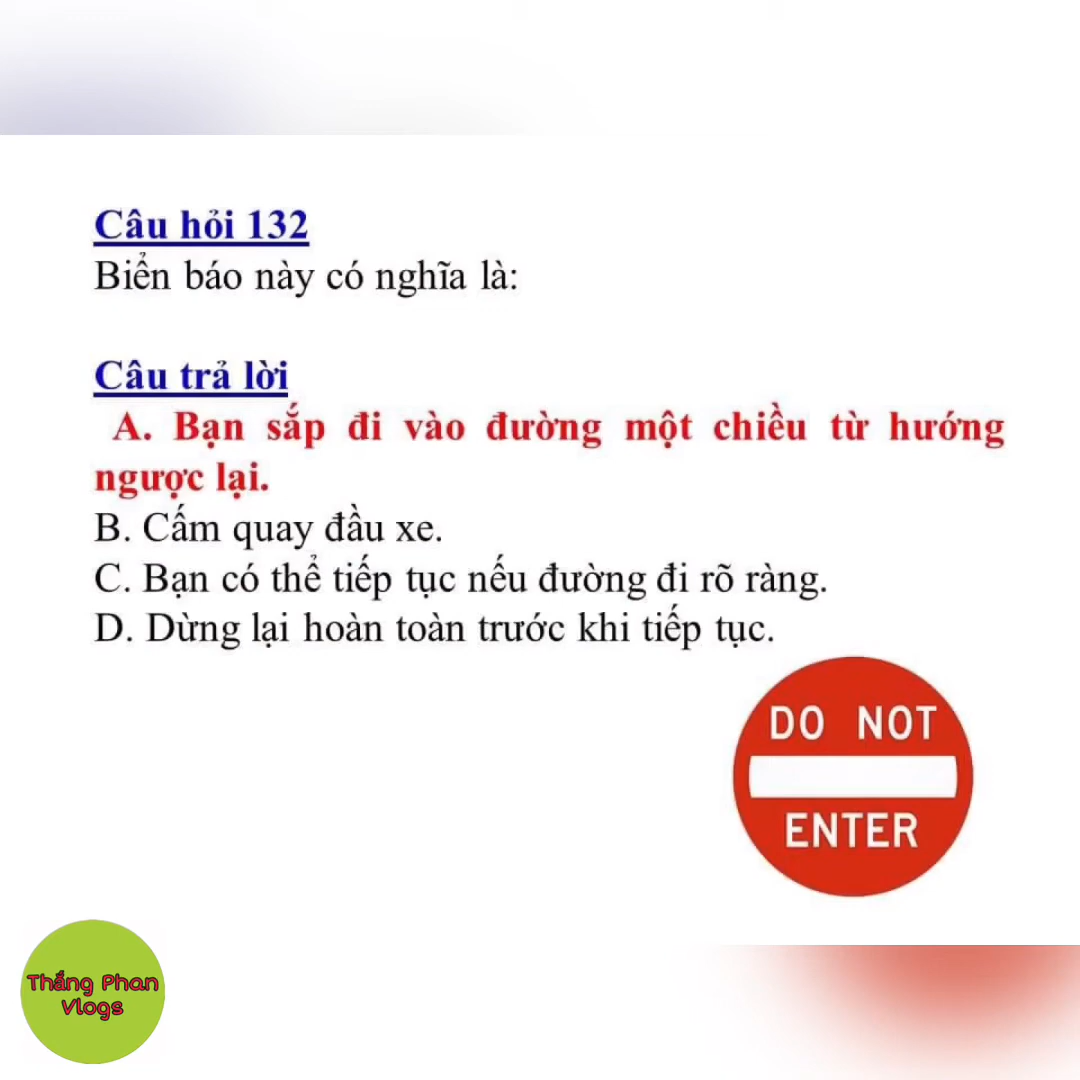 Câu hỏi 132
Biển báo này có nghĩa là:
Câu trả lời
A. Bạn sắp đi vào đường một chiều từ hướng
ngược lại.
B. Cấm quay đầu xe.
C. Bạn có thể tiếp tục nếu đường đi rõ ràng.
D. Dừng lại hoàn toàn trước khi tiếp tục.
DO NOT
ENTER
Thắng Phan
Vlogs